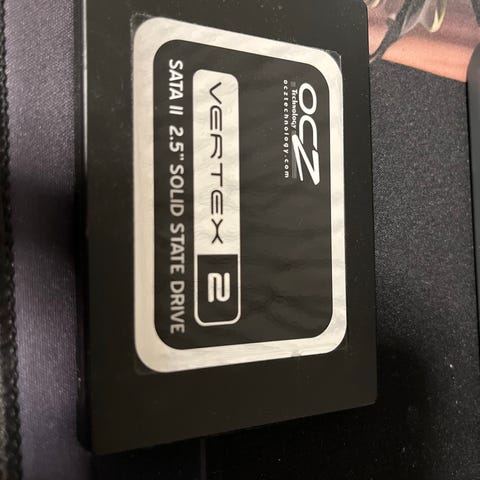 OCZ
Technology
ocztechnology.com
VERTEX 2
SATA II 2.5" SOLID STATE DRIVE